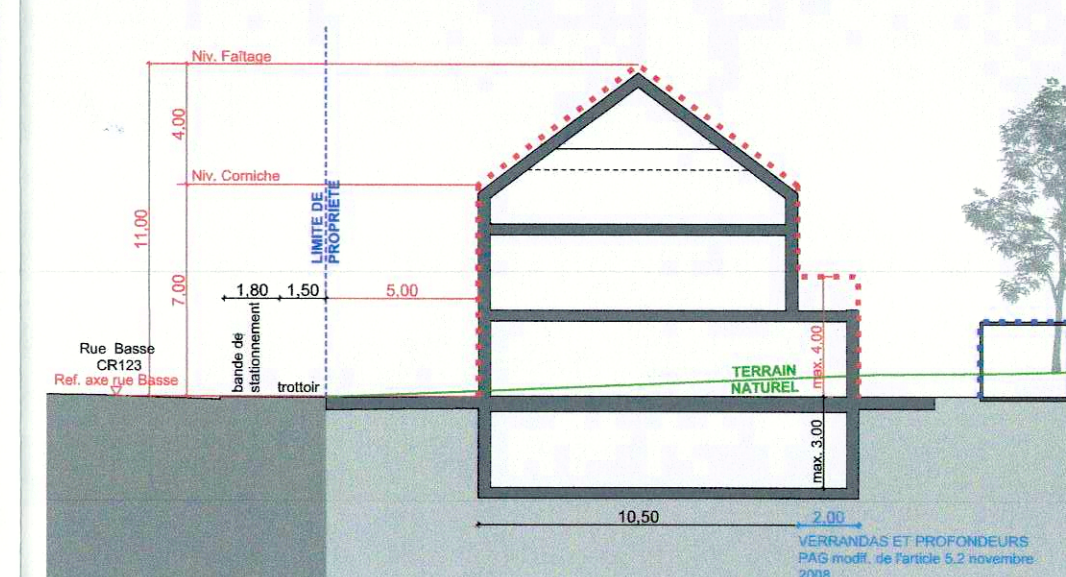 Niv. Faîtage
4,00
Niv. Corniche
11,00
7,00
LIMITE DE
PROPRIETE
1,80
1,50
5,00
Rue Basse
CR123
Ref. axe rue Basse
bande de
stationnement
trottoir
TERRAIN
NATUREL
max. 4,00
max. 3,00
10,50
2,00
VERRANDAS ET PROFONDEURS
PAG modif. de l'article 5.2 novembre
2008